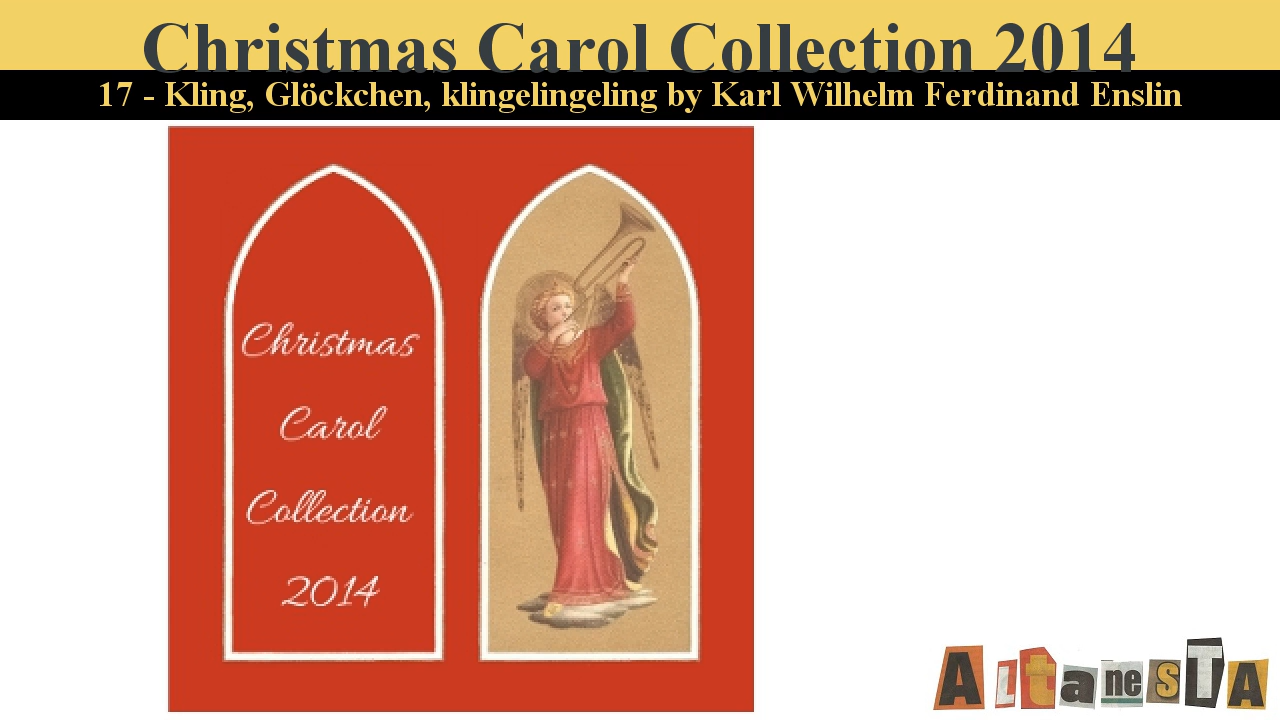 Christmas Carol Collection 2014
17 - Kling, Glöckchen, klingelingeling by Karl Wilhelm Ferdinand Enslin
Christmas
Carol
Collection
2014
AltanesTA